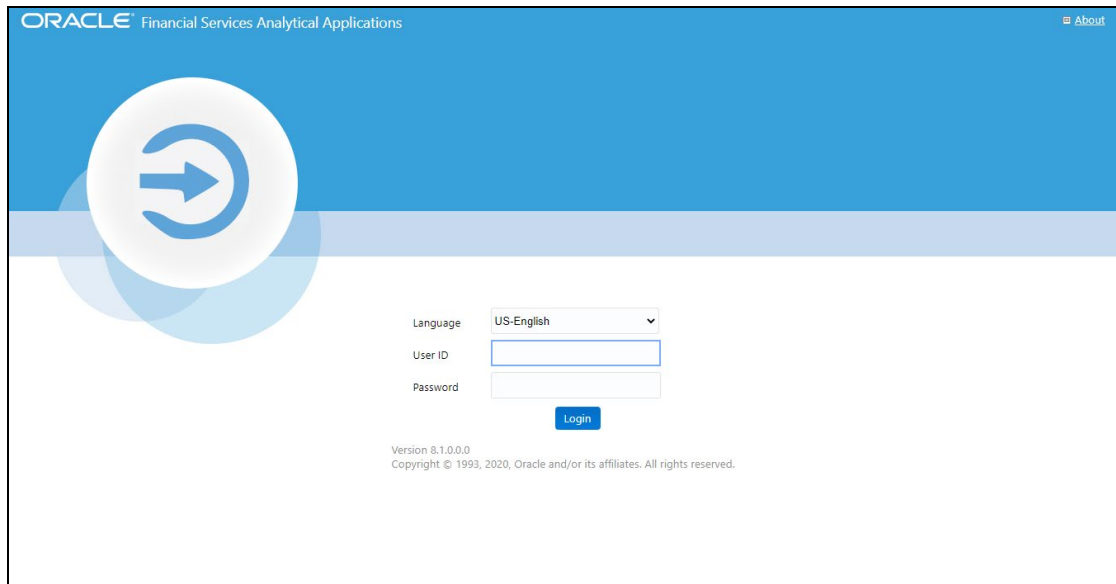 ORACLE® Financial Services Analytical Applications
About
Language US-English
User ID
Password
Login
Version 8.1.0.0.0
Copyright © 1993, 2020, Oracle and/or its affiliates. All rights reserved.